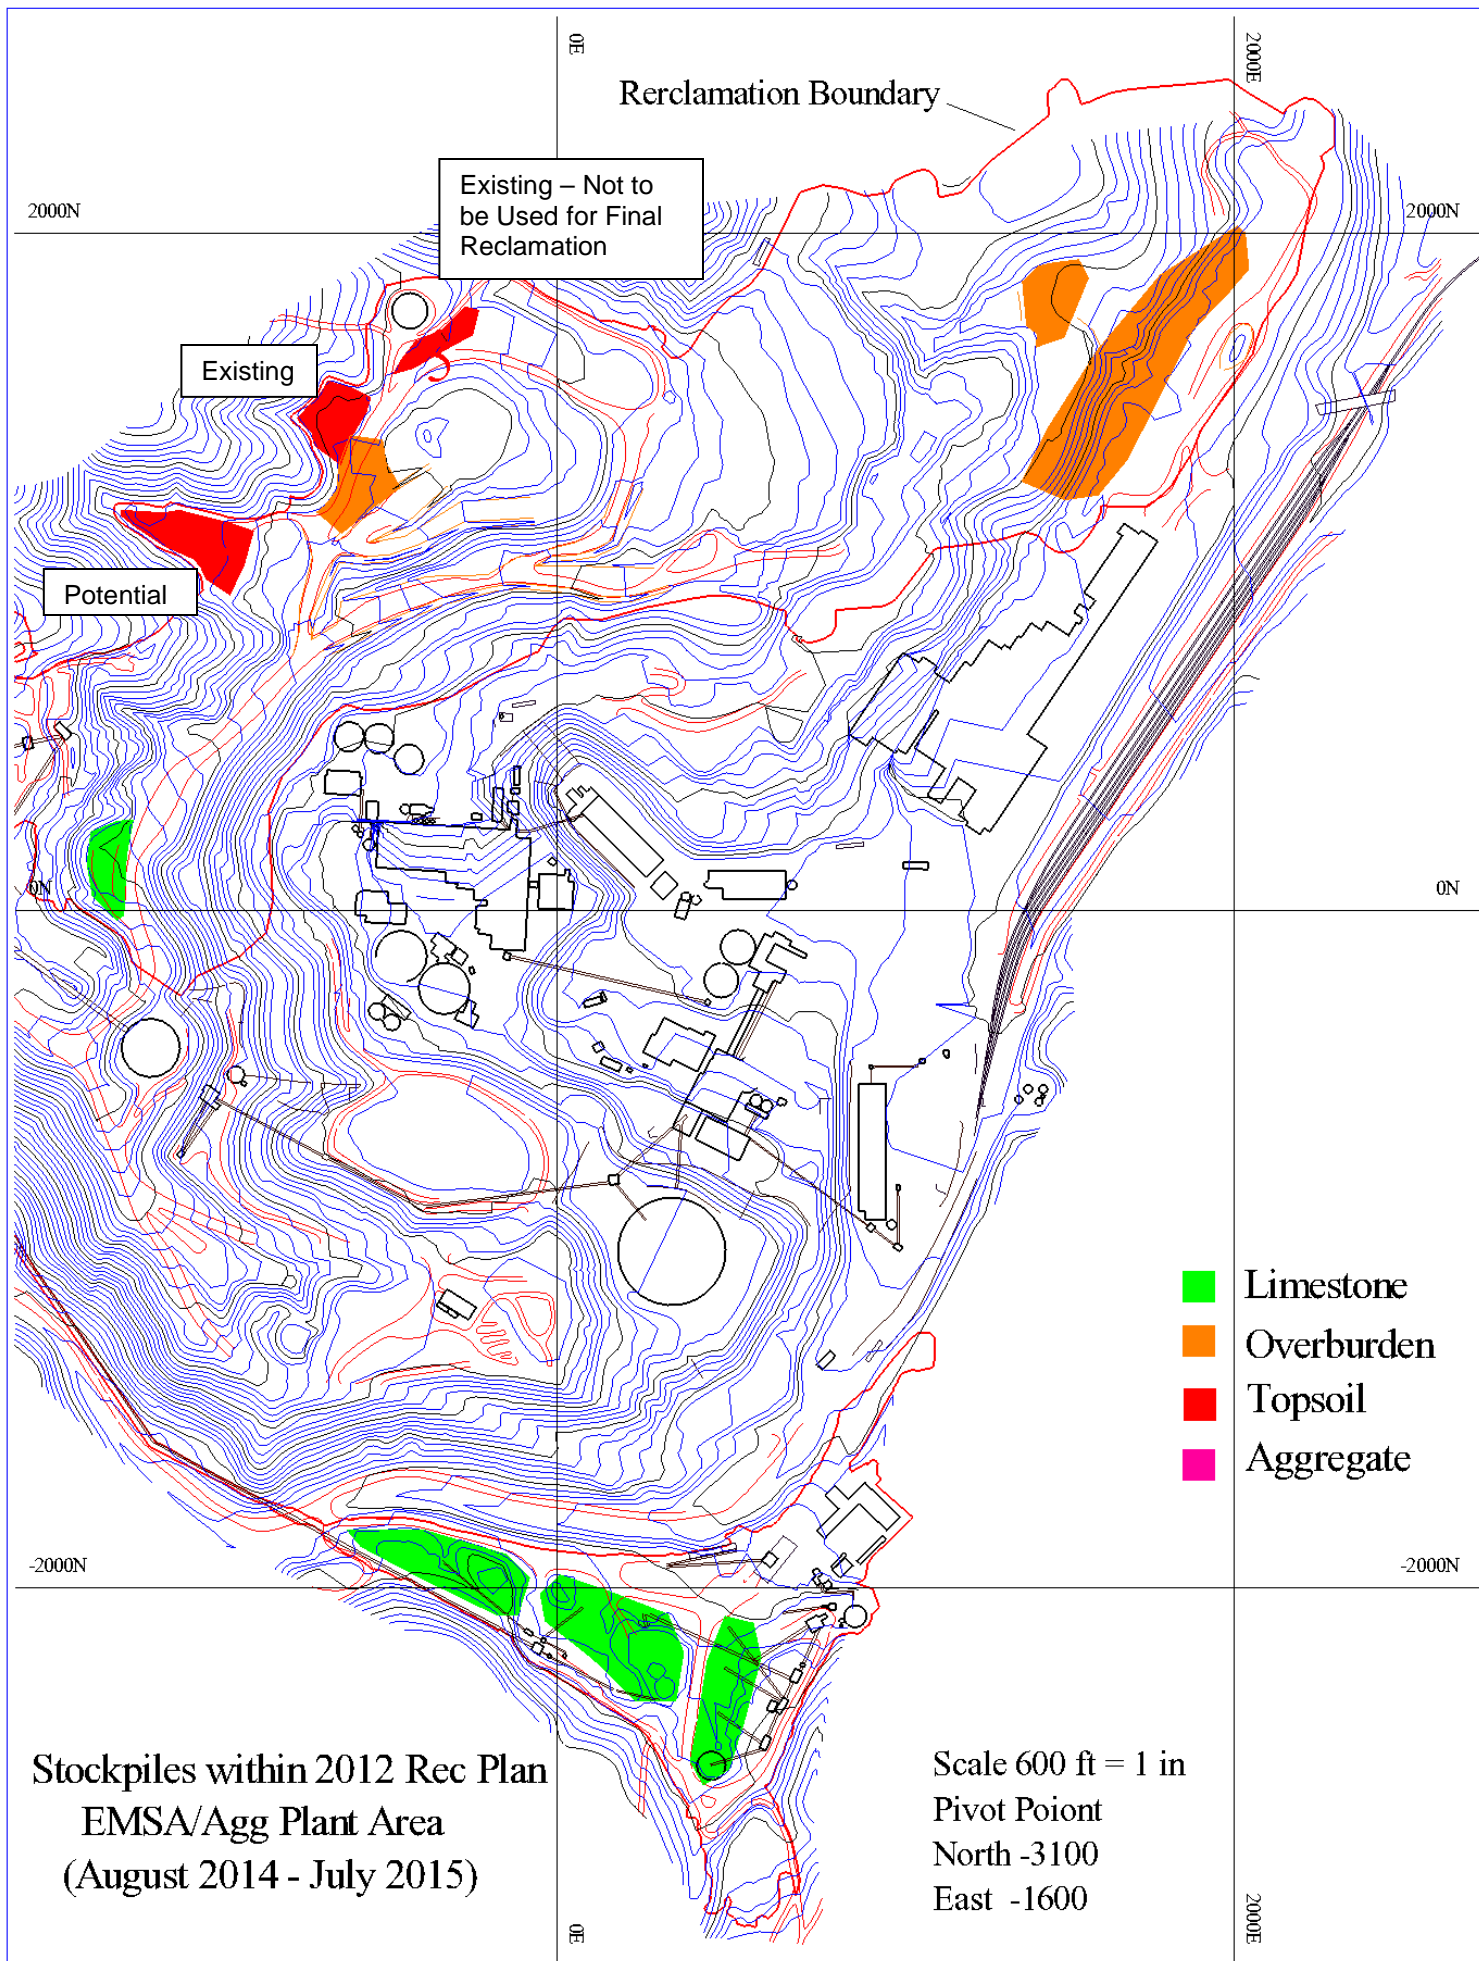 0E
2000E
Rerclamation Boundary
Existing – Not to
be Used for Final
Reclamation
2000N
2000N
Existing
Potential
0N
0N
Limestone
Overburden
Topsoil
Aggregate
-2000N
-2000N
Stockpiles within 2012 Rec Plan
EMSA/Agg Plant Area
(August 2014 - July 2015)
Scale 600 ft = 1 in
Pivot Poiont
North -3100
East -1600
0E
2000E